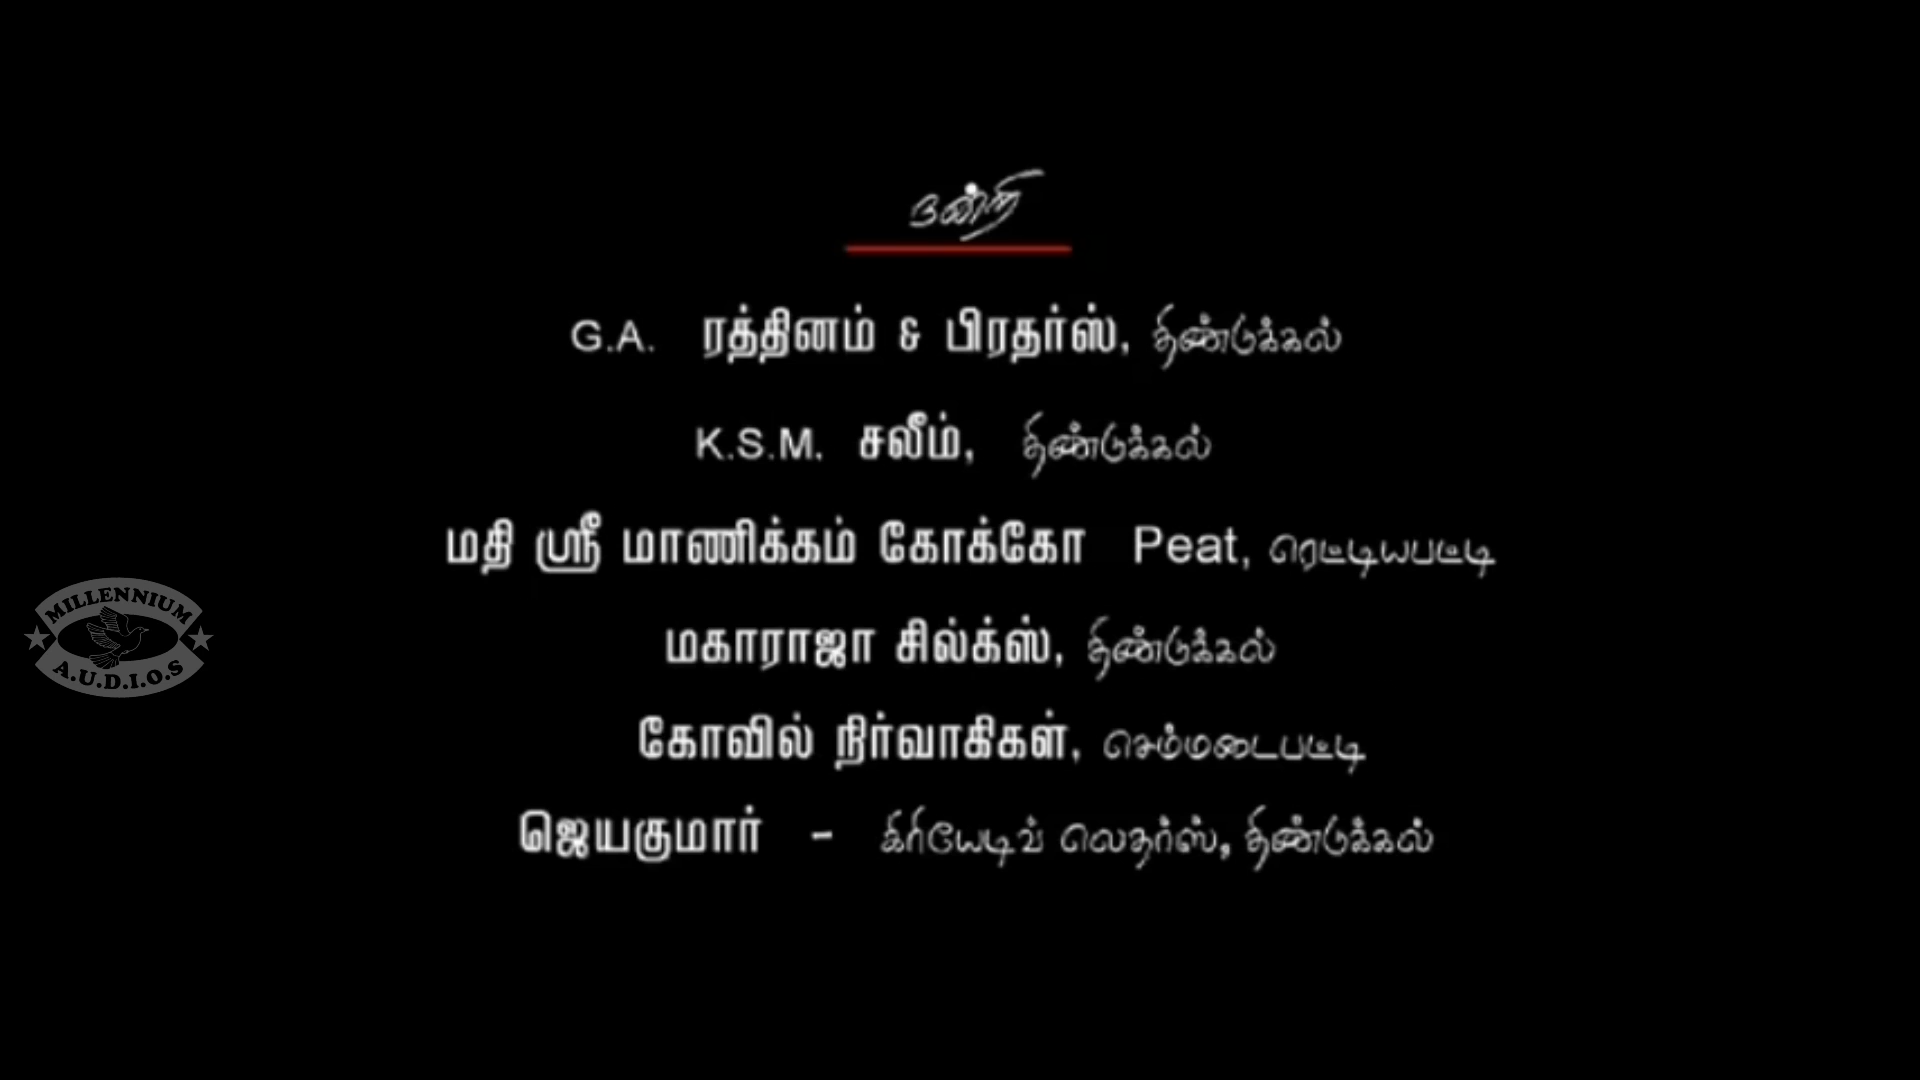 நன்றி
G.A. ரத்தினம் & பிரதர்ஸ், திண்டுக்கல்
K.S.M. சலீம், திண்டுக்கல்
மதி ஸ்ரீ மாணிக்கம் கோக்கோ Peat, ரெட்டியபட்டி
MILLENNIUM
A.U.D.I.O.S
மகாராஜா சில்க்ஸ், திண்டுக்கல்
கோவில் நிர்வாகிகள், செம்மடைபட்டி
ஜெயகுமார் - கிரியேடிவ் லெதர்ஸ், திண்டுக்கல்